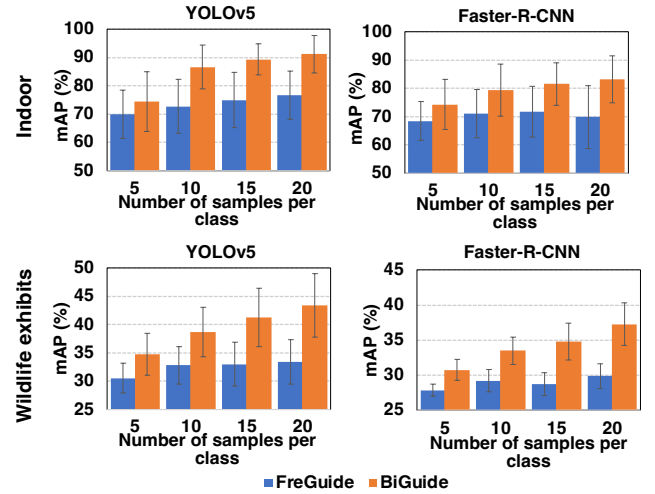 YOLOv5
Faster-R-CNN
Indoor
mAP (%)
100
90
80
70
60
50
5 10 15 20
Number of samples per
class
mAP (%)
100
90
80
70
60
50
5 10 15 20
Number of samples per
class
YOLOv5
Faster-R-CNN
Wildlife exhibits
mAP (%)
50
45
40
35
30
25
5 10 15 20
Number of samples per
class
mAP (%)
45
40
35
30
25
5 10 15 20
Number of samples per
class
FreGuide BiGuide